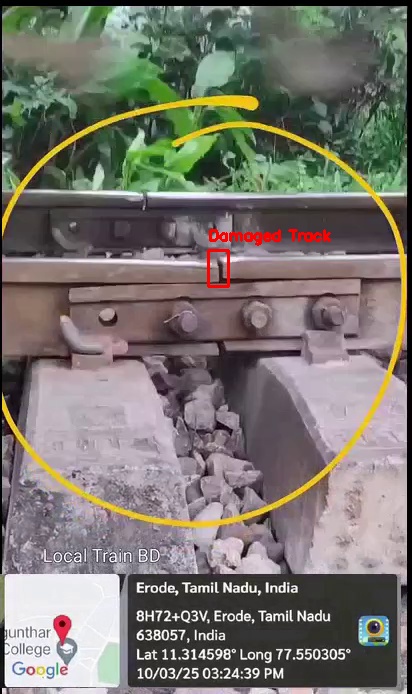 Damaged Track
Local Train BD
gunthar
College
Google
Erode, Tamil Nadu, India
8H72+Q3V, Erode, Tamil Nadu
638057, India
Lat 11.314598° Long 77.550305°
10/03/25 03:24:39 PM